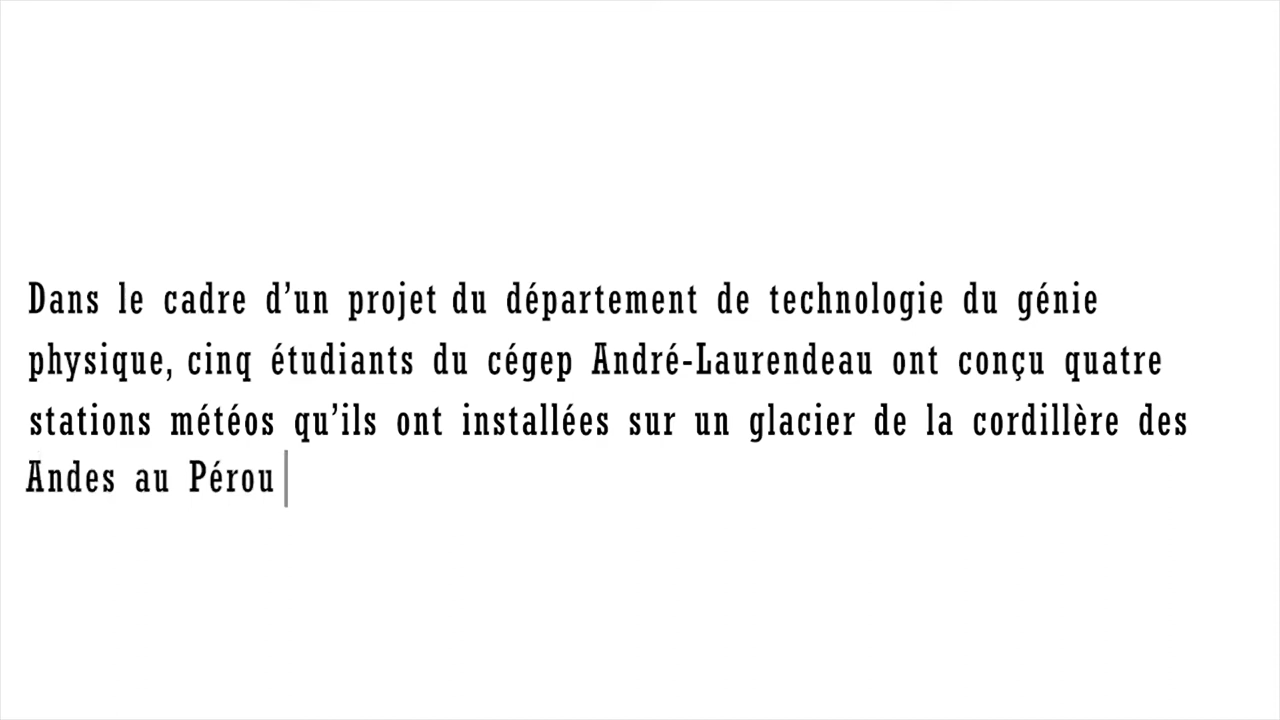 Dans le cadre d’un projet du département de technologie du génie
physique, cinq étudiants du cégep André-Laurendeau ont conçu quatre
stations météos qu’ils ont installées sur un glacier de la cordillère des
Andes au Pérou